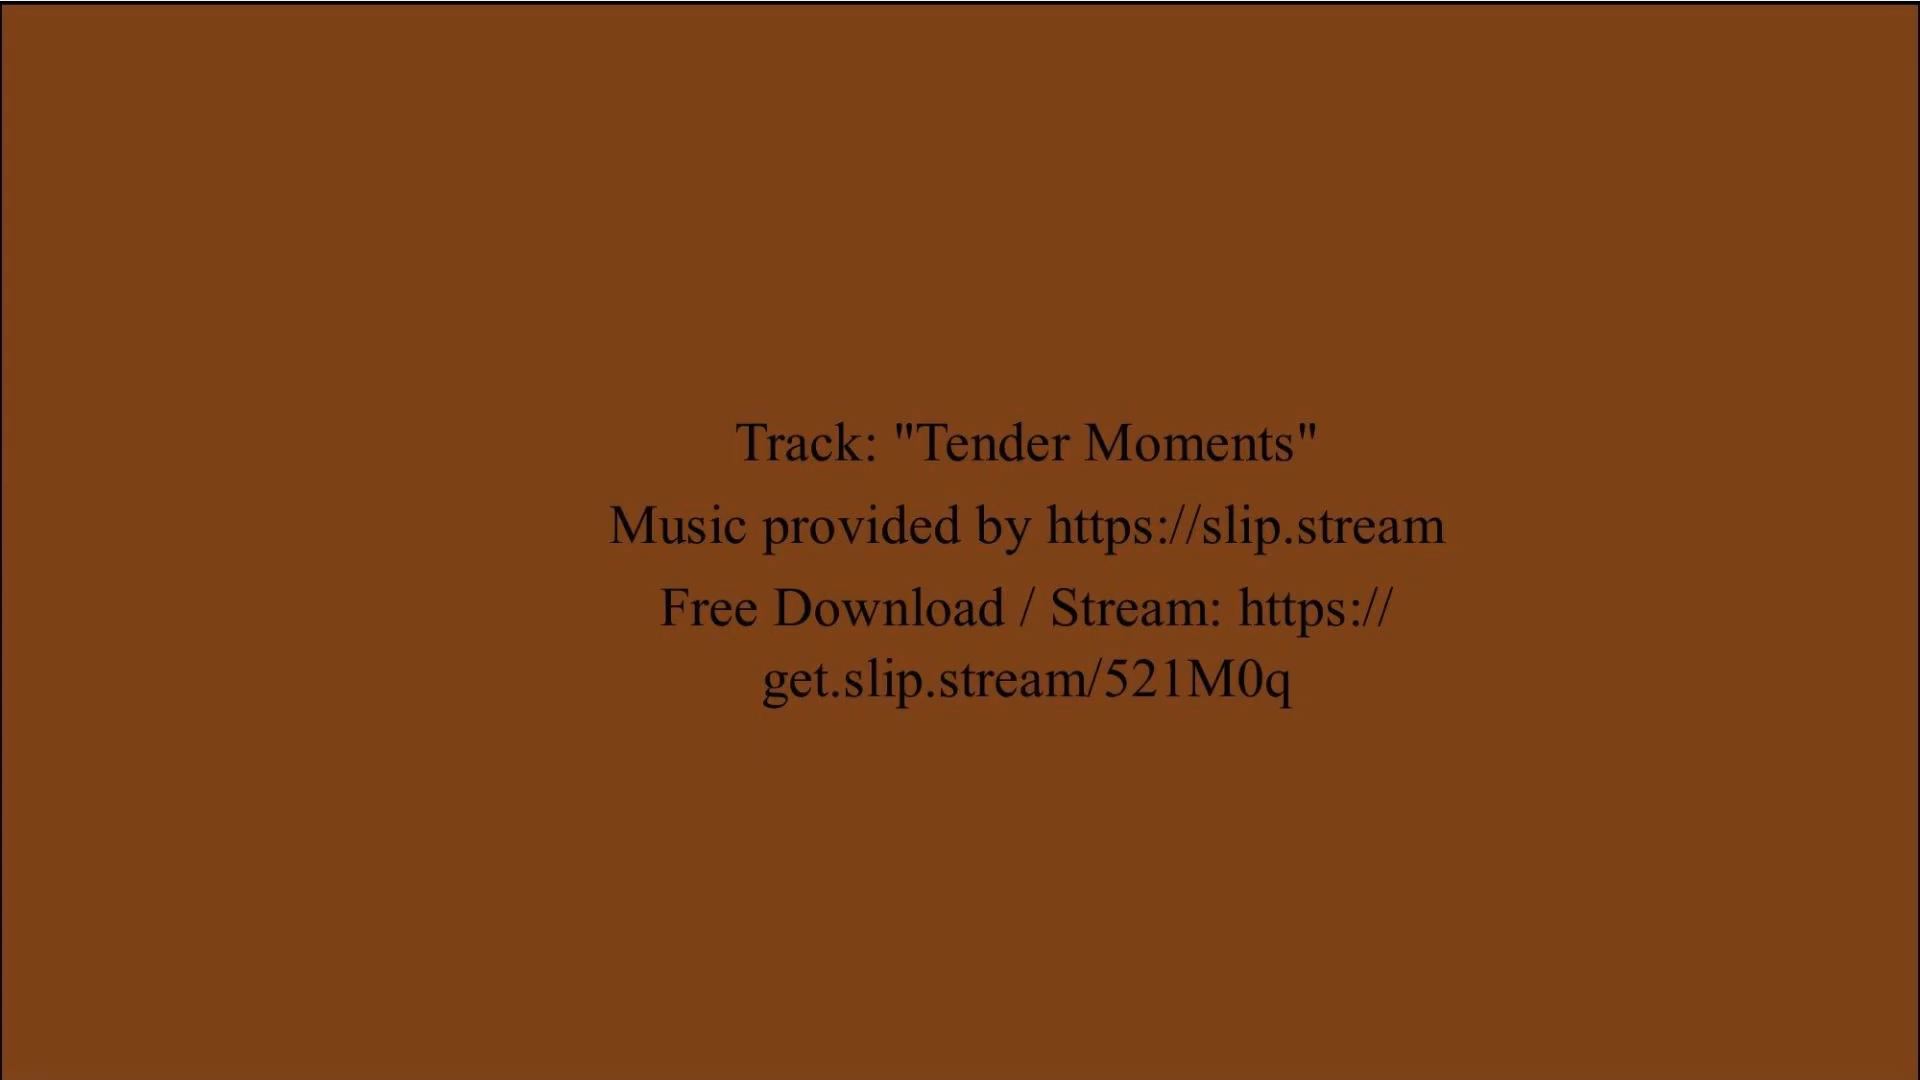 Track: "Tender Moments"
Music provided by https://slip.stream
Free Download / Stream: https://
get.slip.stream/521M0q